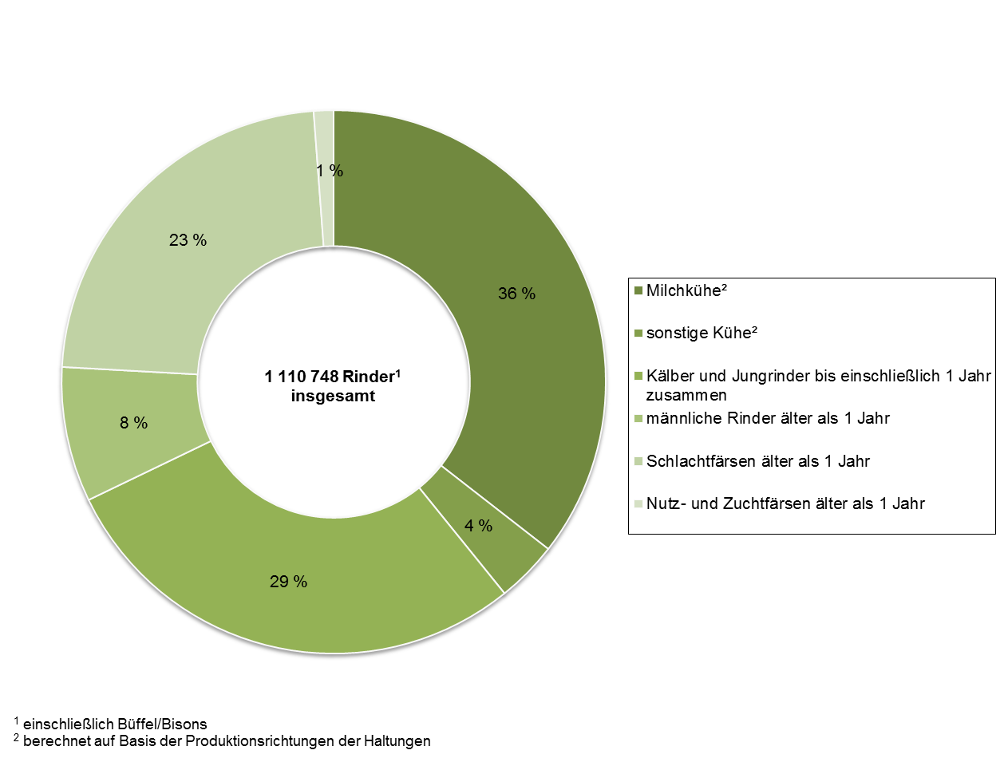 1 %
23 %
36 %
1 110 748 Rinder¹
insgesamt
8 %
4 %
29 %
Milchkühe²
sonstige Kühe²
Kälber und Jungrinder bis einschließlich 1 Jahr
zusammen
männliche Rinder älter als 1 Jahr
Schlachtfärsen älter als 1 Jahr
Nutz- und Zuchtfärsen älter als 1 Jahr
¹ einschließlich Büffel/Bisons
² berechnet auf Basis der Produktionsrichtungen der Haltungen